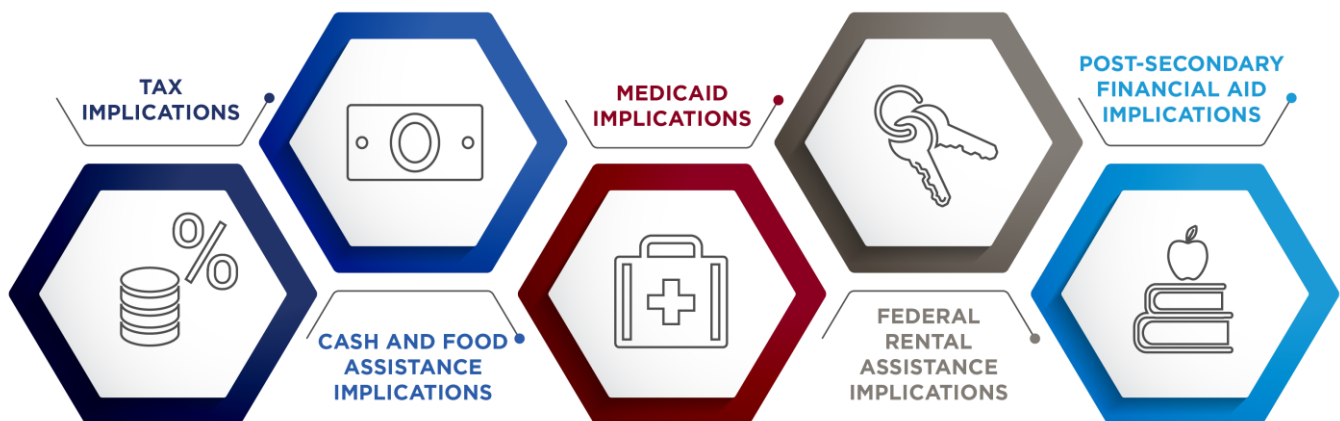 TAX
IMPLICATIONS
CASH AND FOOD
ASSISTANCE
IMPLICATIONS
MEDICAID
IMPLICATIONS
FEDERAL
RENTAL
ASSISTANCE
IMPLICATIONS
POST-SECONDARY
FINANCIAL AID
IMPLICATIONS
%